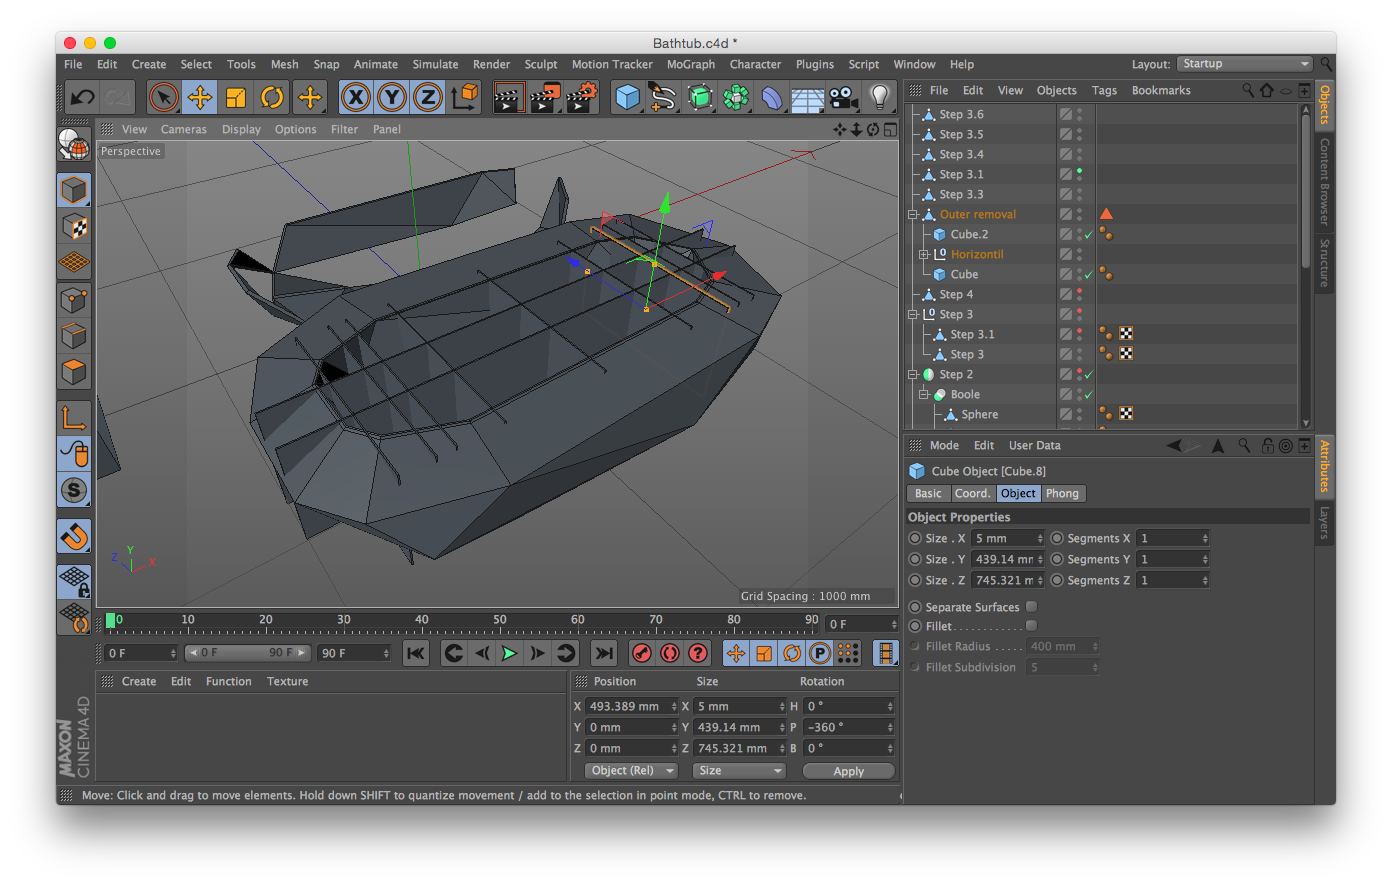 Bathtub.c4d *
File Edit Create Select Tools Mesh Snap Animate Simulate Render Sculpt Motion Tracker MoGraph Character Plugins Script Window Help Layout: Startup
X Y Z
File Edit View Objects Tags Bookmarks
View Cameras Display Options Filter Panel
Perspective
Step 3.6
Step 3.5
Step 3.4
Step 3.1
Step 3.3
Outer removal
Cube.2
Horizontil
Cube
Step 4
Step 3
Step 3.1
Step 3
Step 2
Boole
Sphere
Objects
Content Browser
Structure
Attributes
Layers
Mode Edit User Data
Cube Object [Cube.8]
Basic Coord. Object Phong
Object Properties
Size . X 5 mm Segments X 1
Size . Y 439.14 mm Segments Y 1
Size . Z 745.321 m Segments Z 1
Separate Surfaces
Fillet . . . . . . . . . . . .
Fillet Radius . . . . . 400 mm
Fillet Subdivision 5
S
Y
Z
X
Grid Spacing : 1000 mm
0 10 20 30 40 50 60 70 80 90 0 F
0 F 0 F 90 F 90 F
? P
Create Edit Function Texture
Position Size Rotation
X 493.389 mm X 5 mm H 0 °
Y 0 mm Y 439.14 mm P -360 °
Z 0 mm Z 745.321 mm B 0 °
Object (Rel) Size Apply
MAXON
CINEMA 4D
Move: Click and drag to move elements. Hold down SHIFT to quantize movement / add to the selection in point mode, CTRL to remove.